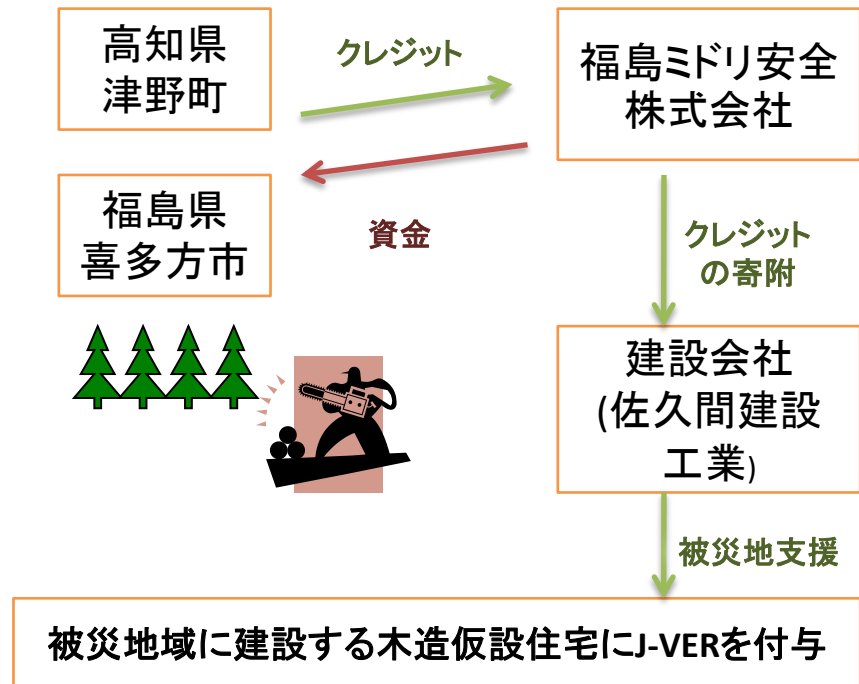 高知県
津野町
クレジット
福島ミドリ安全
株式会社
福島県
喜多方市
資金
クレジット
の寄附
建設会社
(佐久間建設
工業)
被災地支援
被災地域に建設する木造仮設住宅にJ-VERを付与